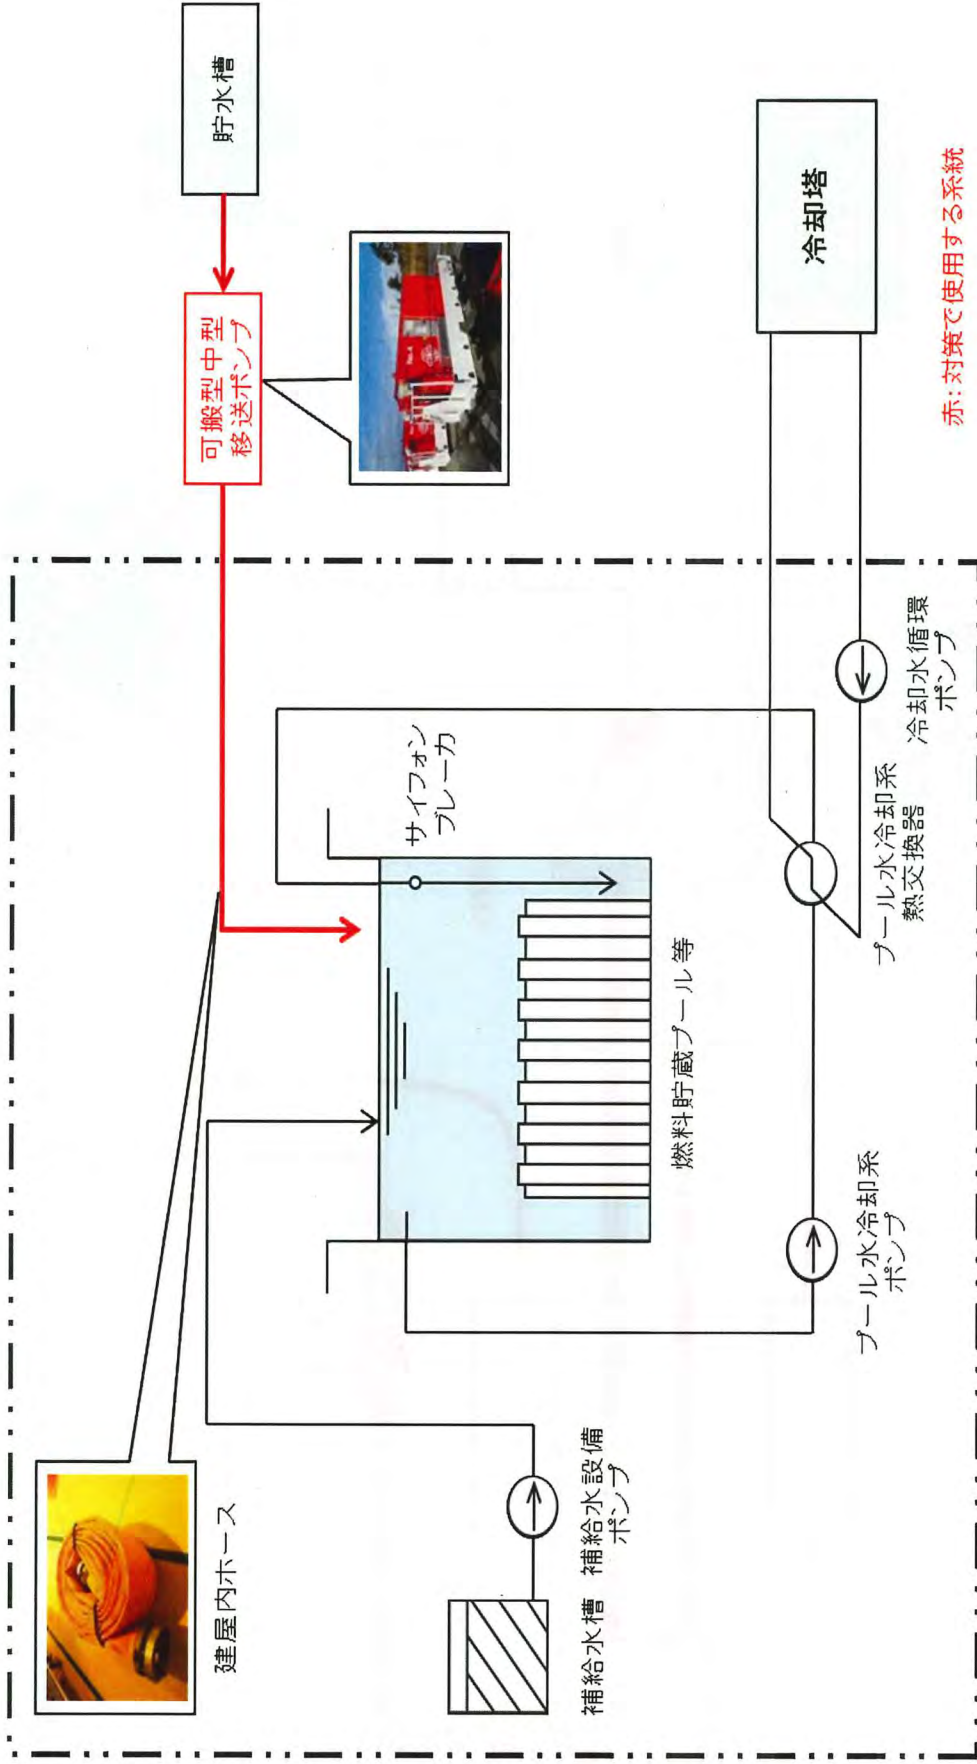 貯水槽
可搬型中型
移送ポンプ
建屋内ホース
サイフォン
ブレーカ
冷却塔
燃料貯蔵プール等
補給水槽
補給水設備
ポンプ
プール水冷却系
ポンプ
プール水冷却系
熱交換器
冷却水循環
ポンプ
赤:対策で使用する系統